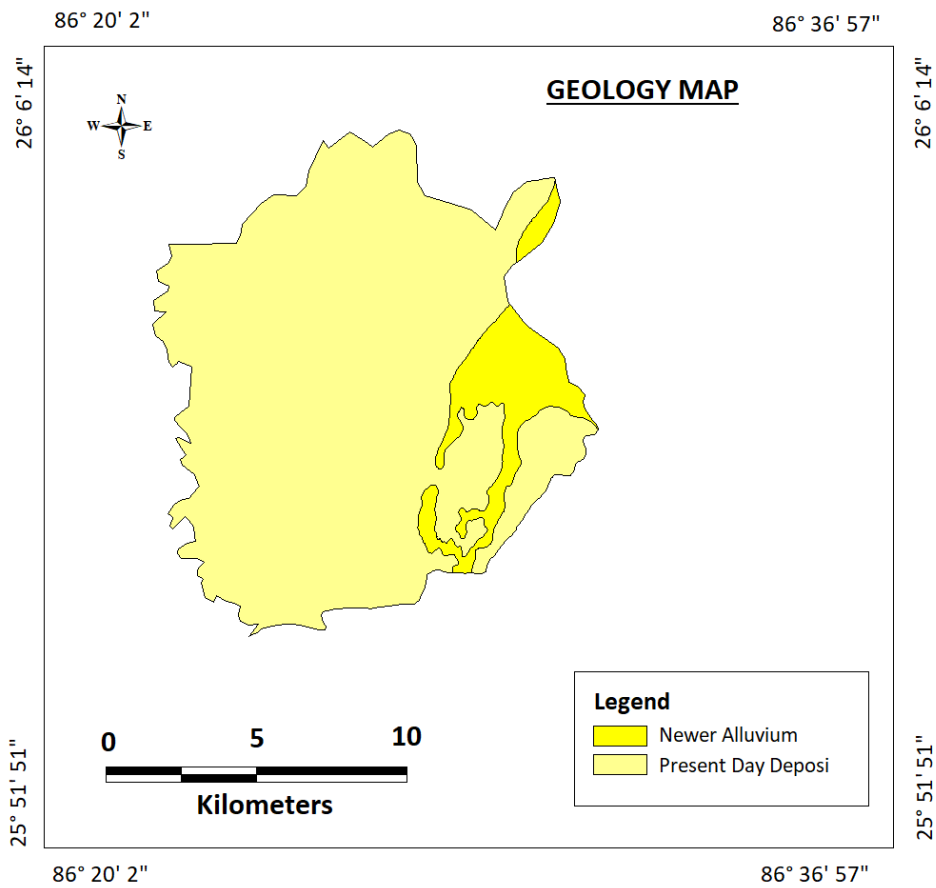 86° 20' 2"
86° 36' 57"
26° 6' 14"
26° 6' 14"
GEOLOGY MAP
N
W E
S
Legend
Newer Alluvium
Present Day Deposi
0 5 10
Kilometers
25° 51' 51"
25° 51' 51"
86° 20' 2"
86° 36' 57"